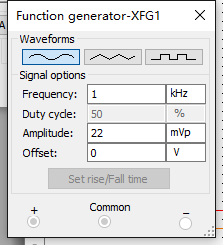 Function generator-XFG1
Waveforms
Signal options
Frequency: 1 kHz
Duty cycle: 50 %
Amplitude: 22 mVp
Offset: 0 V
Set rise/Fall time
+ Common −